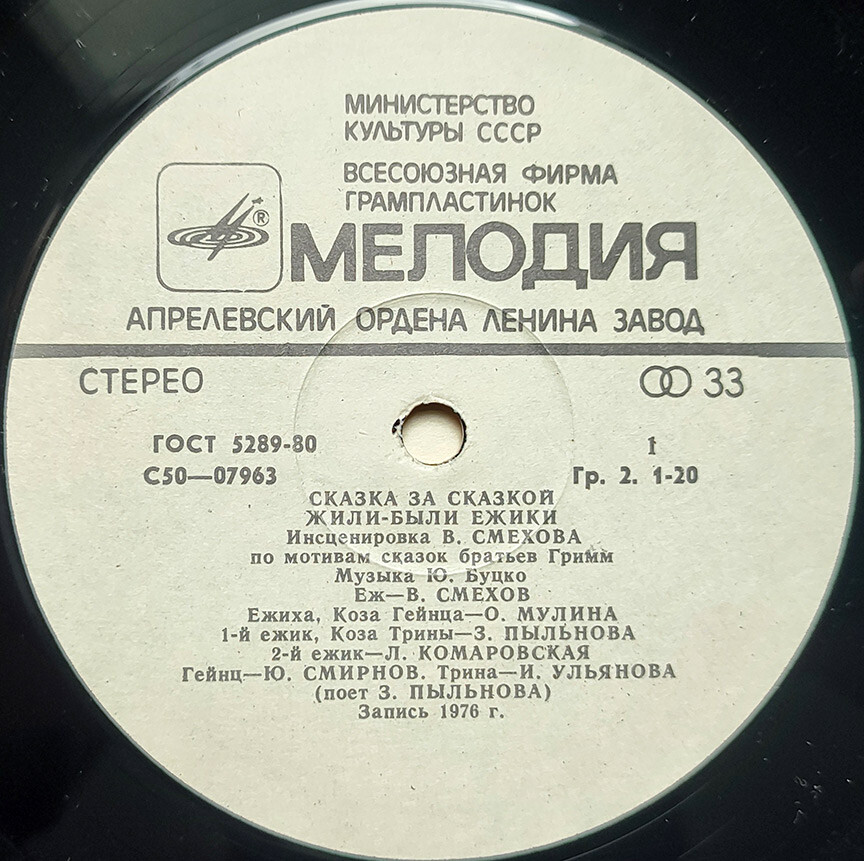 МИНИСТЕРСТВО
КУЛЬТУРЫ СССР
ВСЕСОЮЗНАЯ ФИРМА
ГРАМПЛАСТИНОК
®
МЕЛОДИЯ
АПРЕЛЕВСКИЙ ОРДЕНА ЛЕНИНА ЗАВОД
СТЕРЕО 33
ГОСТ 5289-80 1
С50—07963 Гр. 2. 1-20
СКАЗКА ЗА СКАЗКОЙ
ЖИЛИ-БЫЛИ ЕЖИКИ
Инсценировка В. СМЕХОВА
по мотивам сказок братьев Гримм
Музыка Ю. Буцко
Еж—В. СМЕХОВ
Ежиха, Коза Гейнца—О. МУЛИНА
1-й ежик, Коза Трины—З. ПЫЛЬНОВА
2-й ежик—Л. КОМАРОВСКАЯ
Гейнц—Ю. СМИРНОВ. Трина—И. УЛЬЯНОВА
(поет З. ПЫЛЬНОВА)
Запись 1976 г.